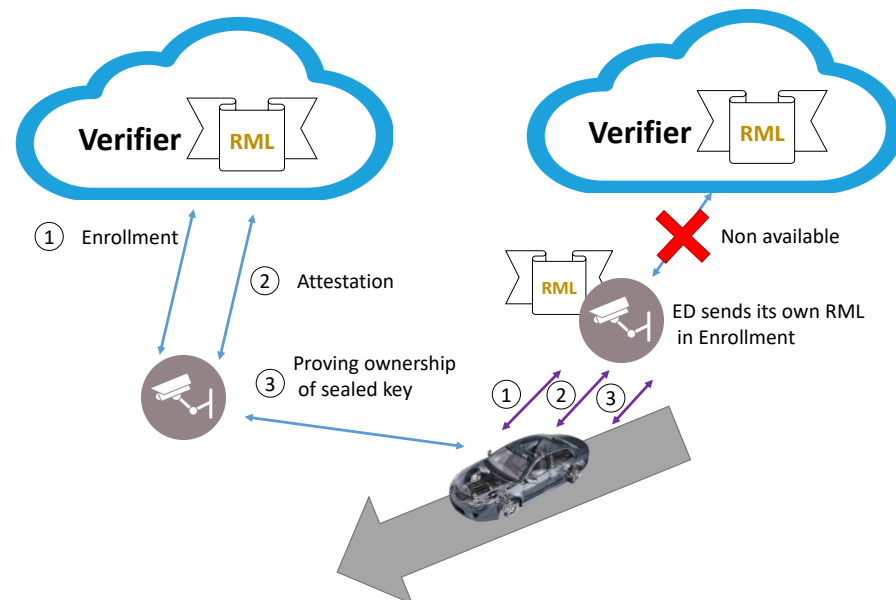 Verifier
RML
1 Enrollment
2 Attestation
3 Proving ownership
of sealed key
Verifier
RML
Non available
RML
ED sends its own RML
in Enrollment
1
2
3